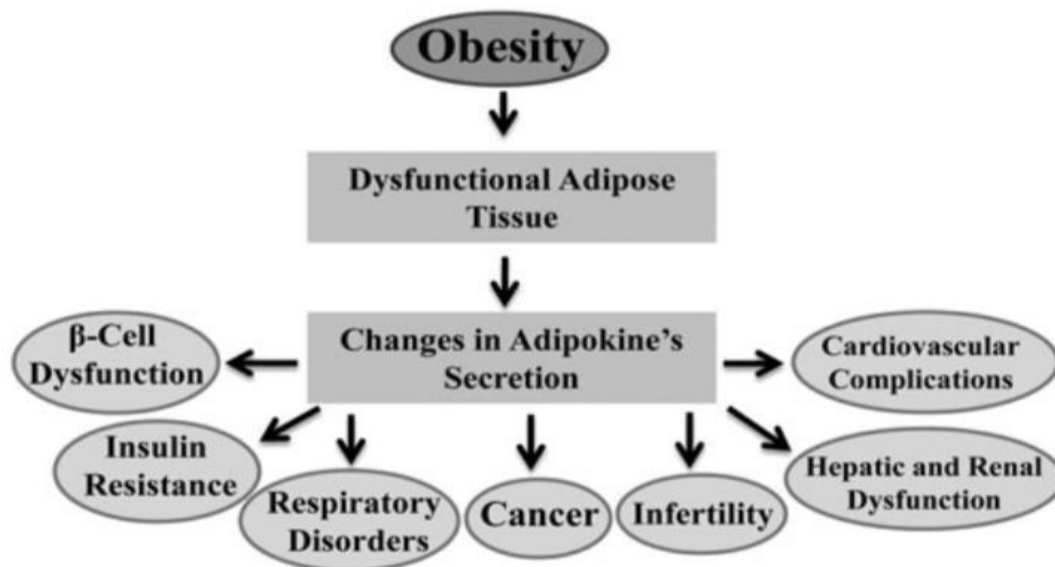 Obesity
Dysfunctional Adipose
Tissue
Changes in Adipokine's
Secretion
β-Cell
Dysfunction
Insulin
Resistance
Respiratory
Disorders
Cancer
Infertility
Hepatic and Renal
Dysfunction
Cardiovascular
Complications